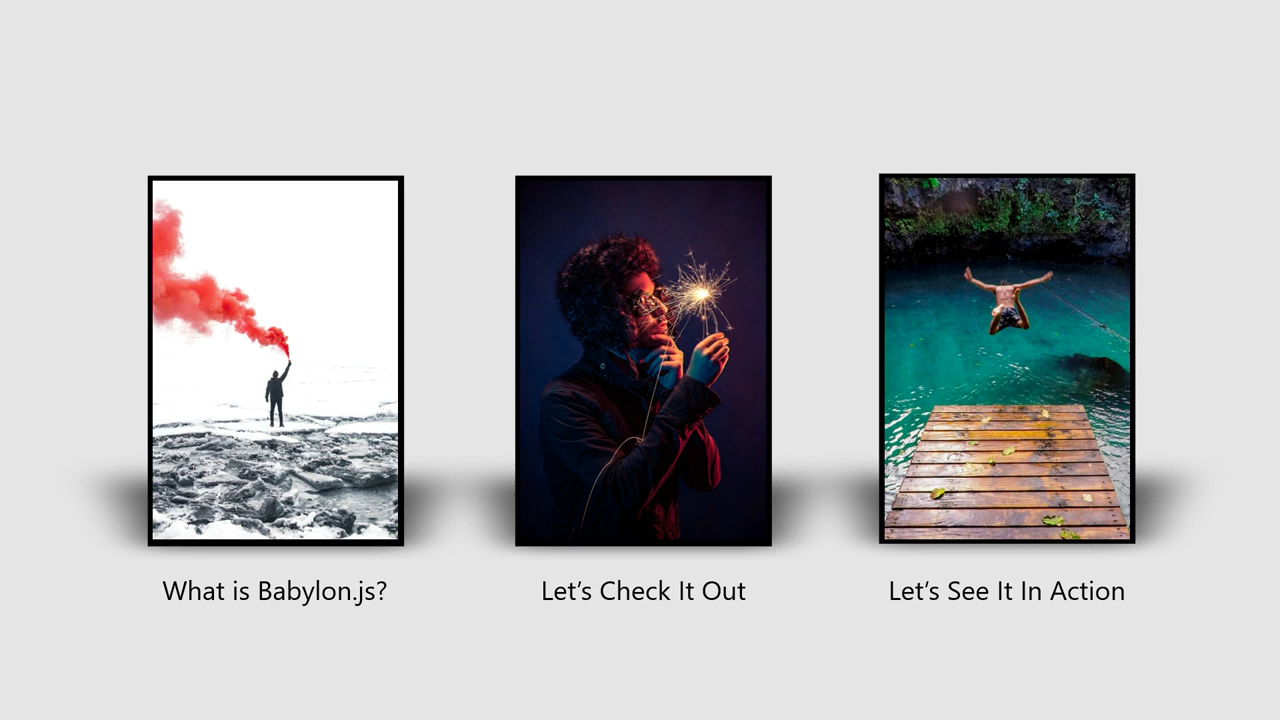 What is Babylon.js?
Let’s Check It Out
Let’s See It In Action